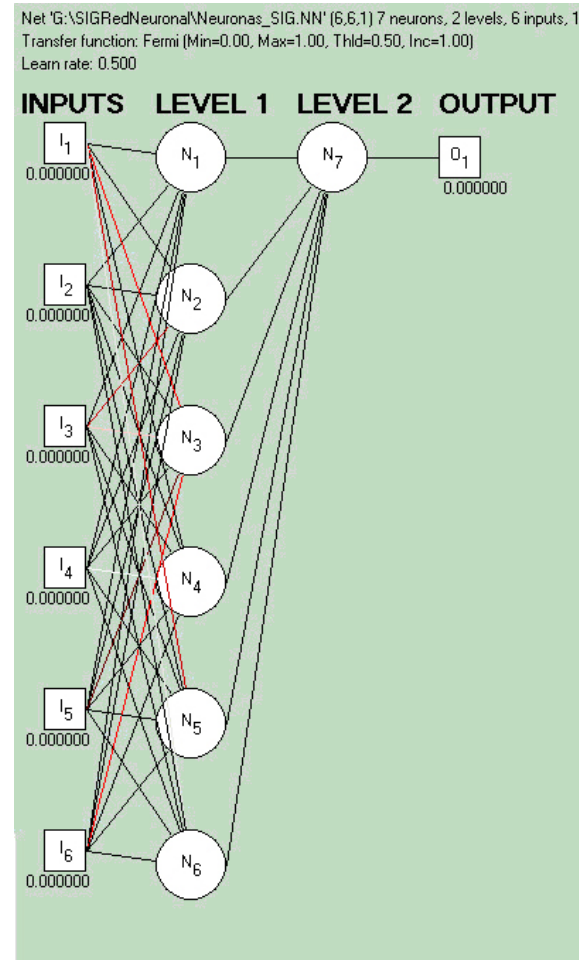 Net 'G:\SIGRedNeuronal\Neuronas_SIG.NN' (6,6,1) 7 neurons, 2 levels, 6 inputs, 1
Transfer function: Fermi (Min=0.00, Max=1.00, Thld=0.50, Inc=1.00)
Learn rate: 0.500
INPUTS LEVEL 1 LEVEL 2 OUTPUT
I1 N1 N7 O1
0.000000 0.000000
I2 N2
0.000000
I3 N3
0.000000
I4 N4
0.000000
I5 N5
0.000000
I6 N6
0.000000